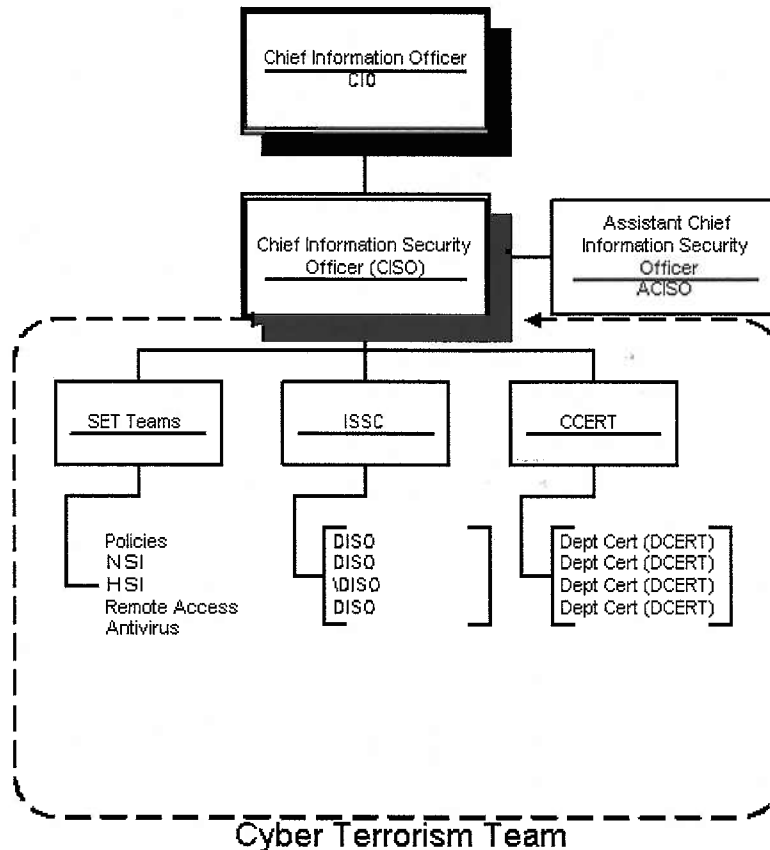 Chief Information Officer
CIO
Chief Information Security
Officer (CISO)
Assistant Chief
Information Security
Officer
ACISO
SET Teams
ISSC
CCERT
Policies
NSI
HSI
Remote Access
Antivirus
DISO
DISO
\DISO
DISO
Dept Cert (DCERT)
Dept Cert (DCERT)
Dept Cert (DCERT)
Dept Cert (DCERT)
Cyber Terrorism Team